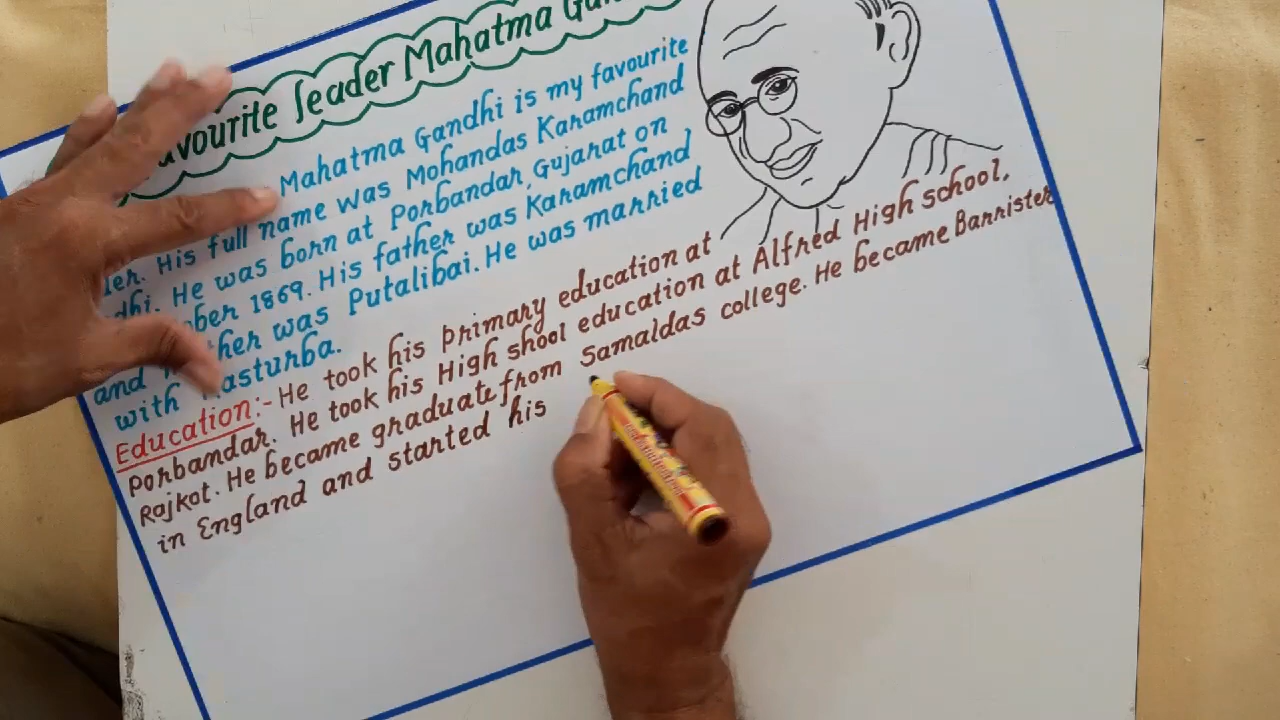 avourite leader Mahatma Gan
Mahatma Gandhi is my favourite
der. His full name was Mohandas Karamchand
dhi. He was born at Porbandar, Gujarat on
ober 1869. His father was Karamchand
and ther was Putalibai. He was married
with Kasturba.
Education:- He took his primary education at
porbandar. He took his High shool education at Alfred High school,
Rajkot. He became graduate from Samaldas college. He became Barrister
in England and started his